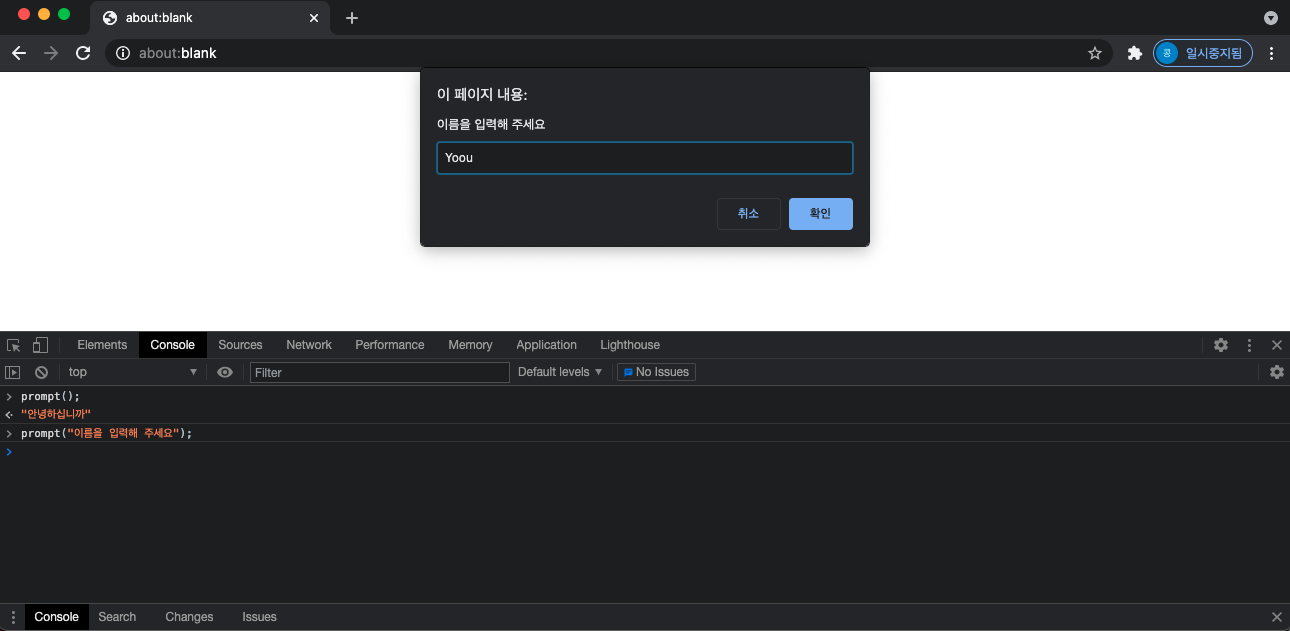 about:blank
about:blank
공 일시중지됨
이 페이지 내용:
이름을 입력해 주세요
Yoou
취소 확인
Elements Console Sources Network Performance Memory Application Lighthouse
top Filter Default levels No Issues
prompt();
"안녕하십니까"
prompt("이름을 입력해 주세요");
Console Search Changes Issues